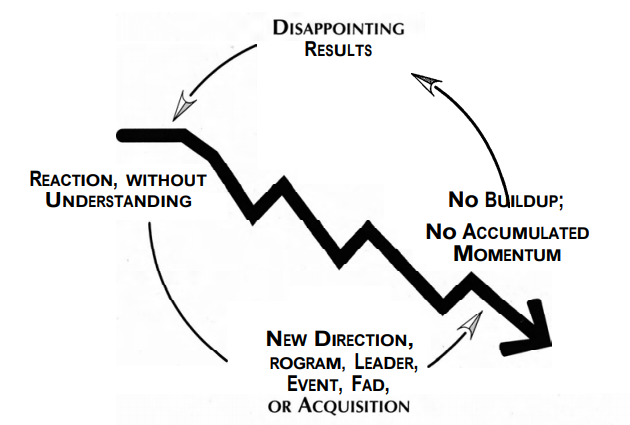 DISAPPOINTING
RESULTS
REACTION, WITHOUT
UNDERSTANDING
NO BUILDUP;
NO ACCUMULATED
MOMENTUM
NEW DIRECTION,
ROGRAM, LEADER,
EVENT, FAD,
OR ACQUISITION